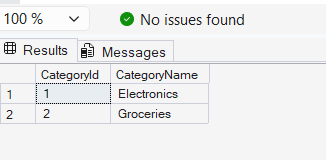 100 % No issues found
Results Messages
CategoryId CategoryName
1 1 Electronics
2 2 Groceries